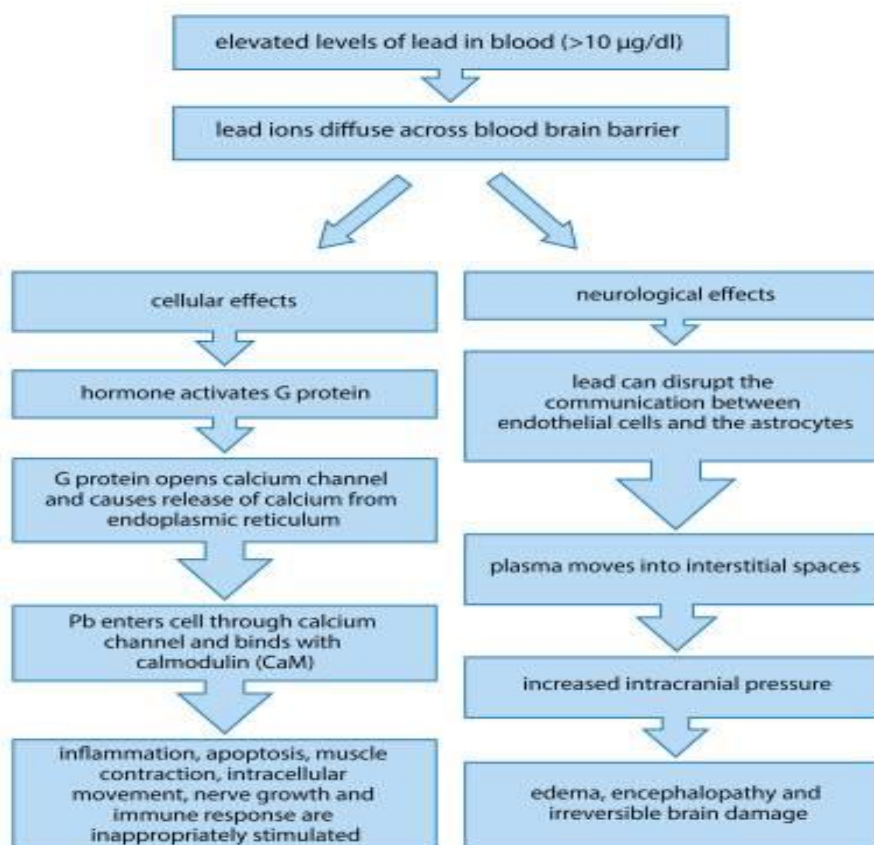 elevated levels of lead in blood (>10 µg/dl)
lead ions diffuse across blood brain barrier
cellular effects
hormone activates G protein
G protein opens calcium channel
and causes release of calcium from
endoplasmic reticulum
Pb enters cell through calcium
channel and binds with
calmodulin (CaM)
inflammation, apoptosis, muscle
contraction, intracellular
movement, nerve growth and
immune response are
inappropriately stimulated
neurological effects
lead can disrupt the
communication between
endothelial cells and the astrocytes
plasma moves into interstitial spaces
increased intracranial pressure
edema, encephalopathy and
irreversible brain damage